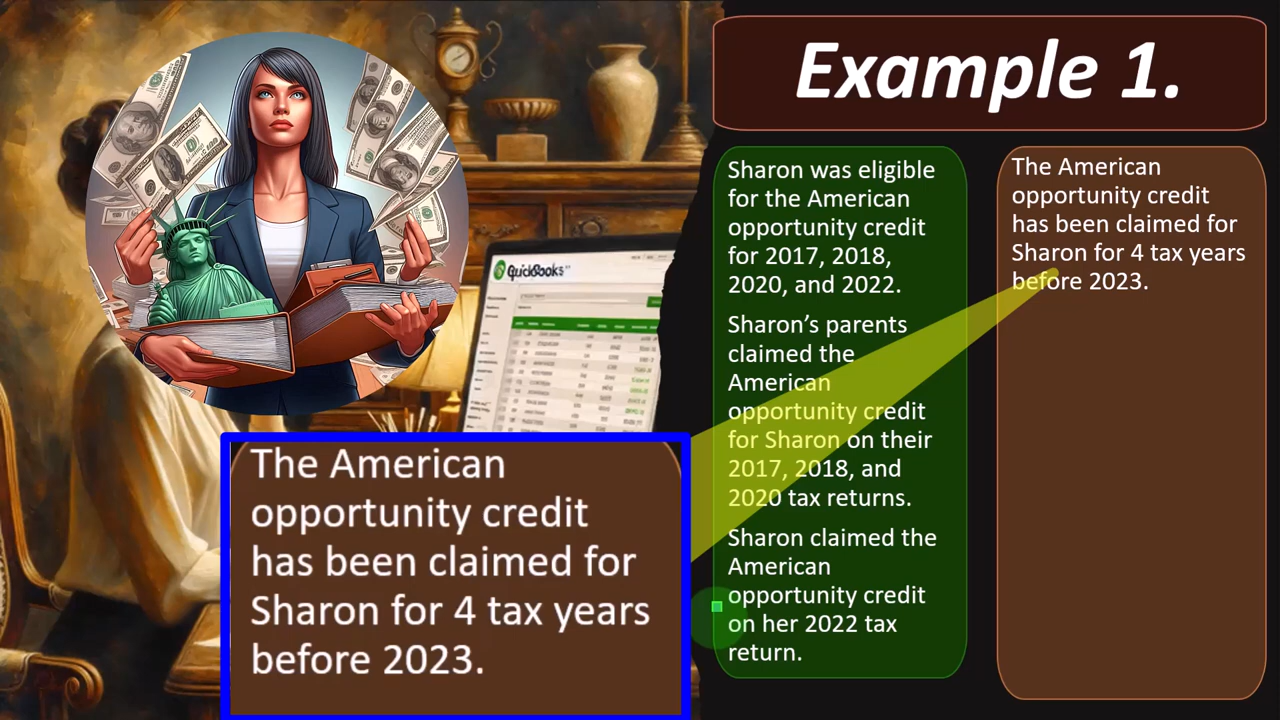 Example 1.
Sharon was eligible
for the American
opportunity credit
for 2017, 2018,
2020, and 2022.
Sharon’s parents
claimed the
American
opportunity credit
for Sharon on their
2017, 2018, and
2020 tax returns.
Sharon claimed the
American
opportunity credit
on her 2022 tax
return.
The American
opportunity credit
has been claimed for
Sharon for 4 tax years
before 2023.
QuickBooks
The American
opportunity credit
has been claimed for
Sharon for 4 tax years
before 2023.